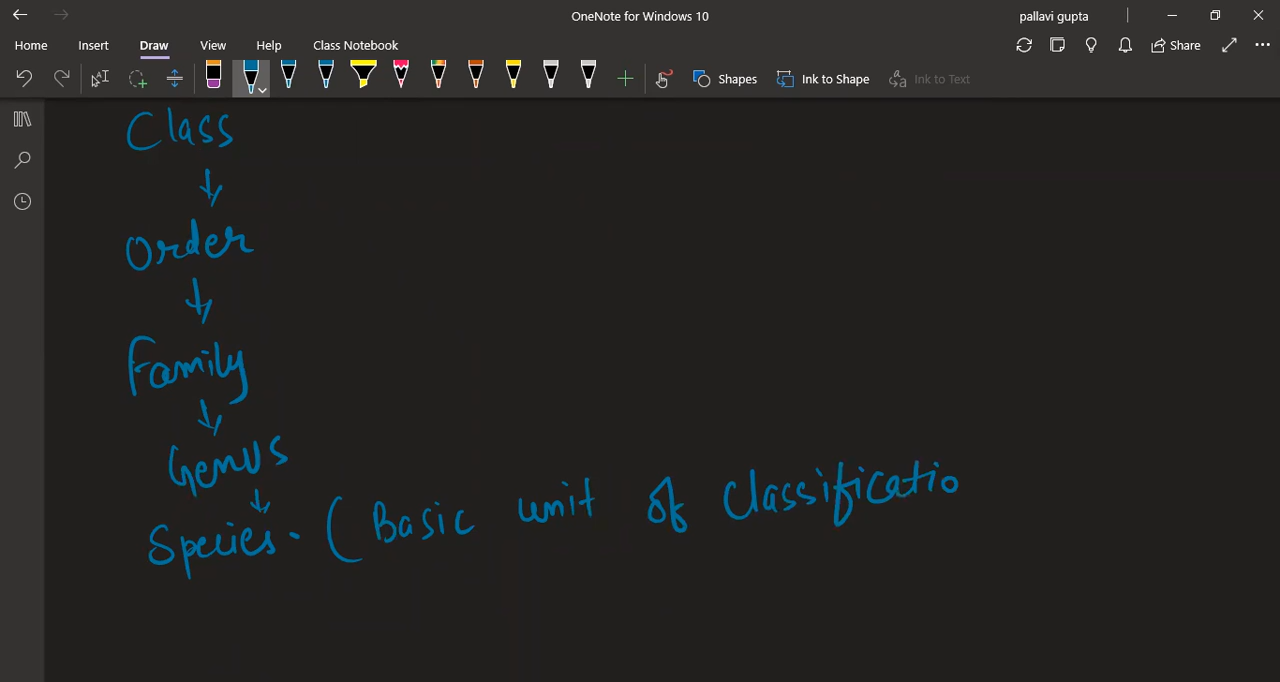 OneNote for Windows 10
pallavi gupta
Home Insert Draw View Help Class Notebook
Share
Shapes Ink to Shape Ink to Text
Class
Order
Family
Genus
Species - (Basic unit of Classificatio